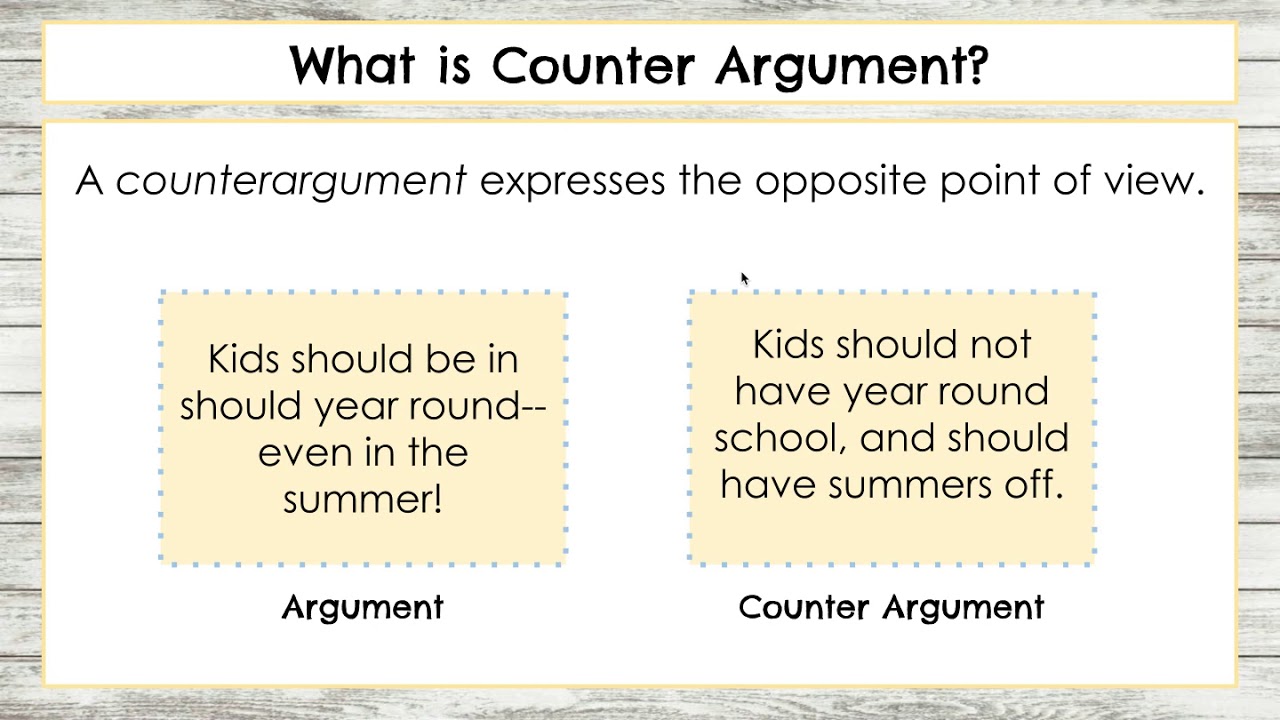 What is Counter Argument?
A counterargument expresses the opposite point of view.
Kids should be in
should year round--
even in the
summer!
Argument
Kids should not
have year round
school, and should
have summers off.
Counter Argument